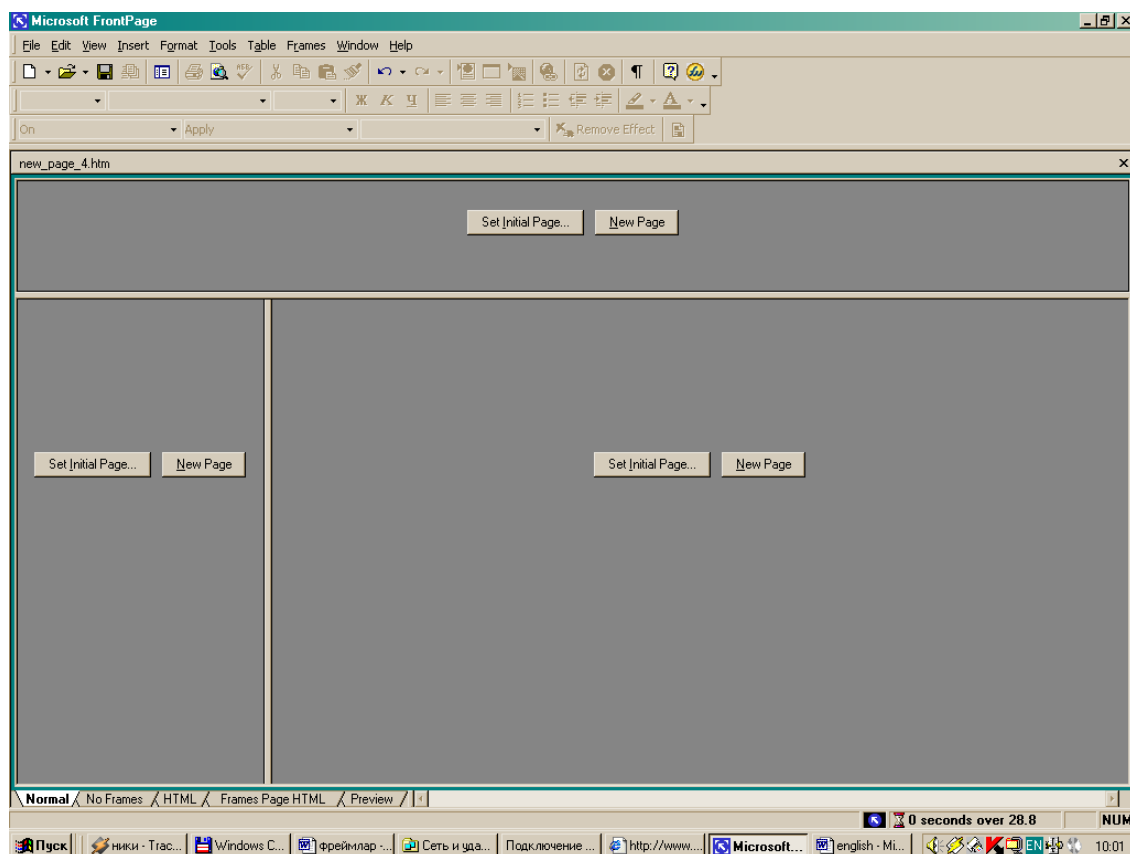 Microsoft FrontPage
File Edit View Insert Format Tools Table Frames Window Help
Ж К Ч
On Apply Remove Effect
new_page_4.htm
Set Initial Page... New Page
Set Initial Page... New Page
Set Initial Page... New Page
Normal No Frames HTML Frames Page HTML Preview
0 seconds over 28.8 NUM
Пуск ники - Trac... Windows C... фреймлар -... Сеть и уда... Подключение ... http://www.... Microsoft... english - Mi... EN 10:01